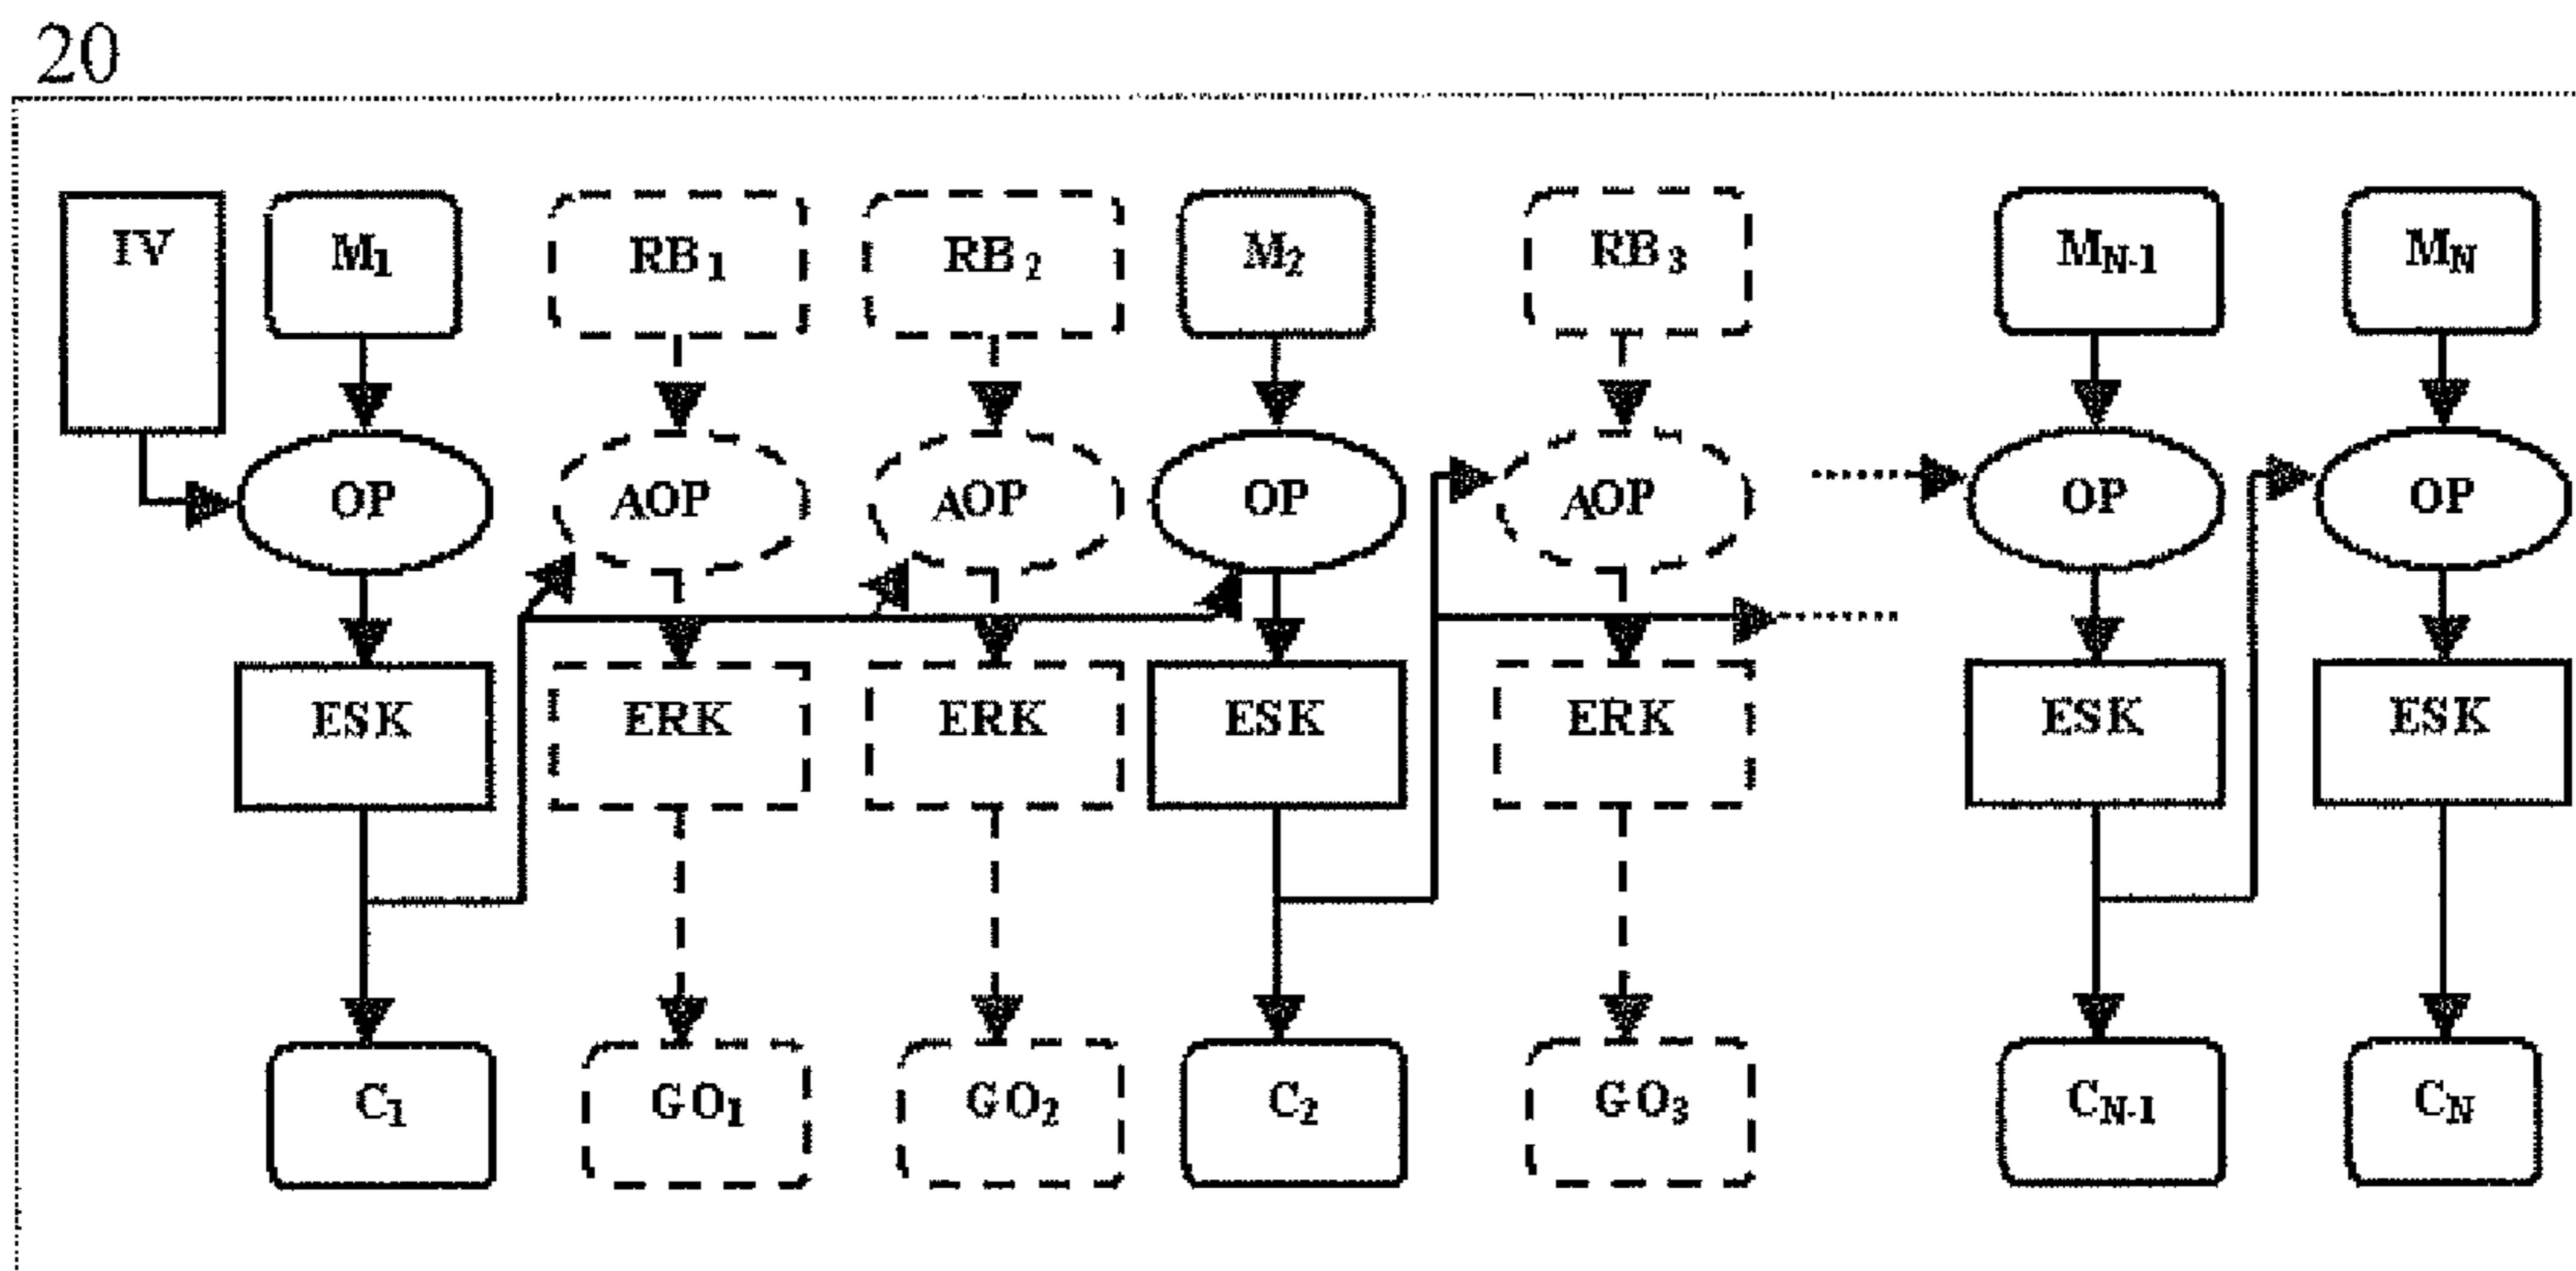 20
IV M1 RB1 RB2 M2 RB3 MN-1 MN
OP AOP AOP OP AOP OP OP
ESK ERK ERK ESK ERK ESK ESK
C1 GO1 GO2 C2 GO3 CN-1 CN